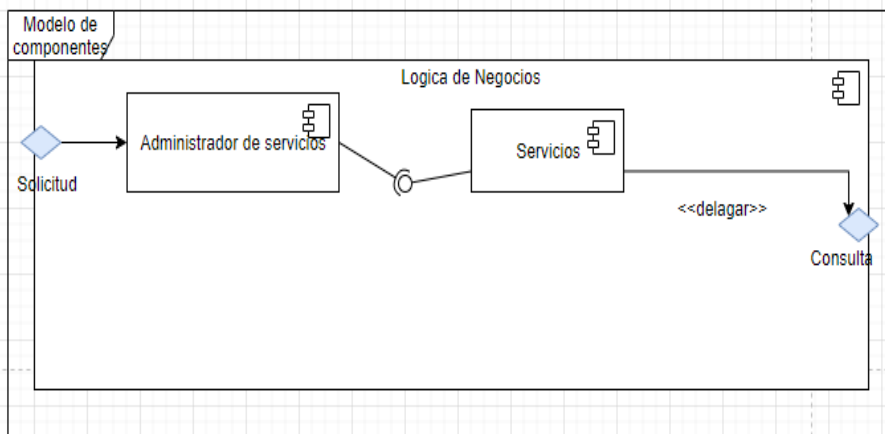 Modelo de
componentes
Logica de Negocios
Administrador de servicios
Servicios
Solicitud
<<delagar>>
Consulta